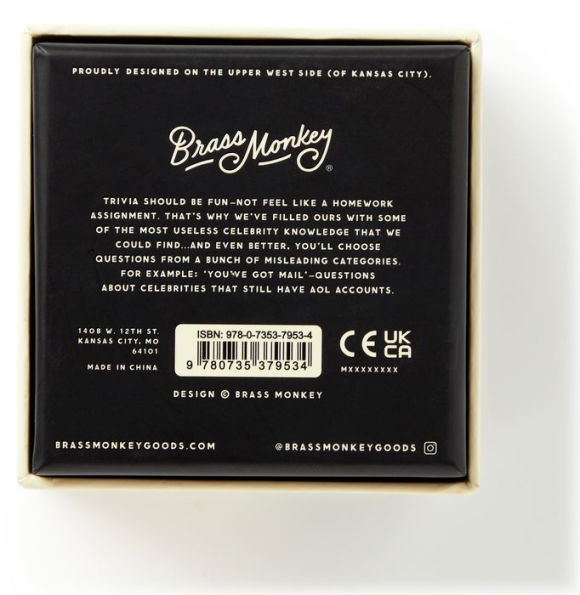 PROUDLY DESIGNED ON THE UPPER WEST SIDE (OF KANSAS CITY).
Brass Monkey®
TRIVIA SHOULD BE FUN—NOT FEEL LIKE A HOMEWORK
ASSIGNMENT. THAT'S WHY WE'VE FILLED OURS WITH SOME
OF THE MOST USELESS CELEBRITY KNOWLEDGE THAT WE
COULD FIND...AND EVEN BETTER, YOU'LL CHOOSE
QUESTIONS FROM A BUNCH OF MISLEADING CATEGORIES.
FOR EXAMPLE: 'YOU'VE GOT MAIL'—QUESTIONS
ABOUT CELEBRITIES THAT STILL HAVE AOL ACCOUNTS.
1408 W. 12TH ST.
KANSAS CITY, MO
64101
MADE IN CHINA
ISBN: 978-0-7353-7953-4
9 780735 379534
CE UK CA
MXXXXXXXX
DESIGN © BRASS MONKEY
BRASSMONKEYGOODS.COM
@BRASSMONKEYGOODS